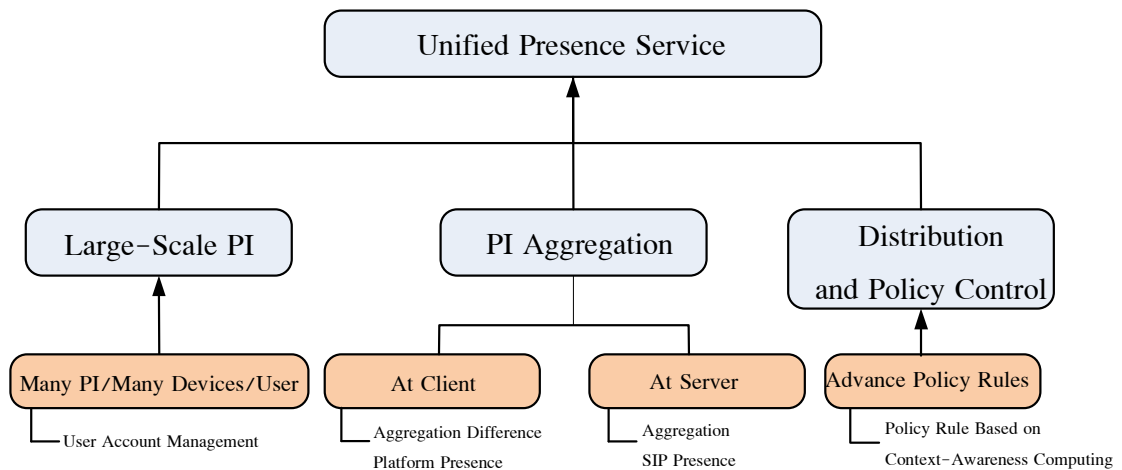 Unified Presence Service
Large-Scale PI
PI Aggregation
Distribution
and Policy Control
Many PI/Many Devices/User
At Client
At Server
Advance Policy Rules
User Account Management
Aggregation Difference
Platform Presence
Aggregation
SIP Presence
Policy Rule Based on
Context-Awareness Computing